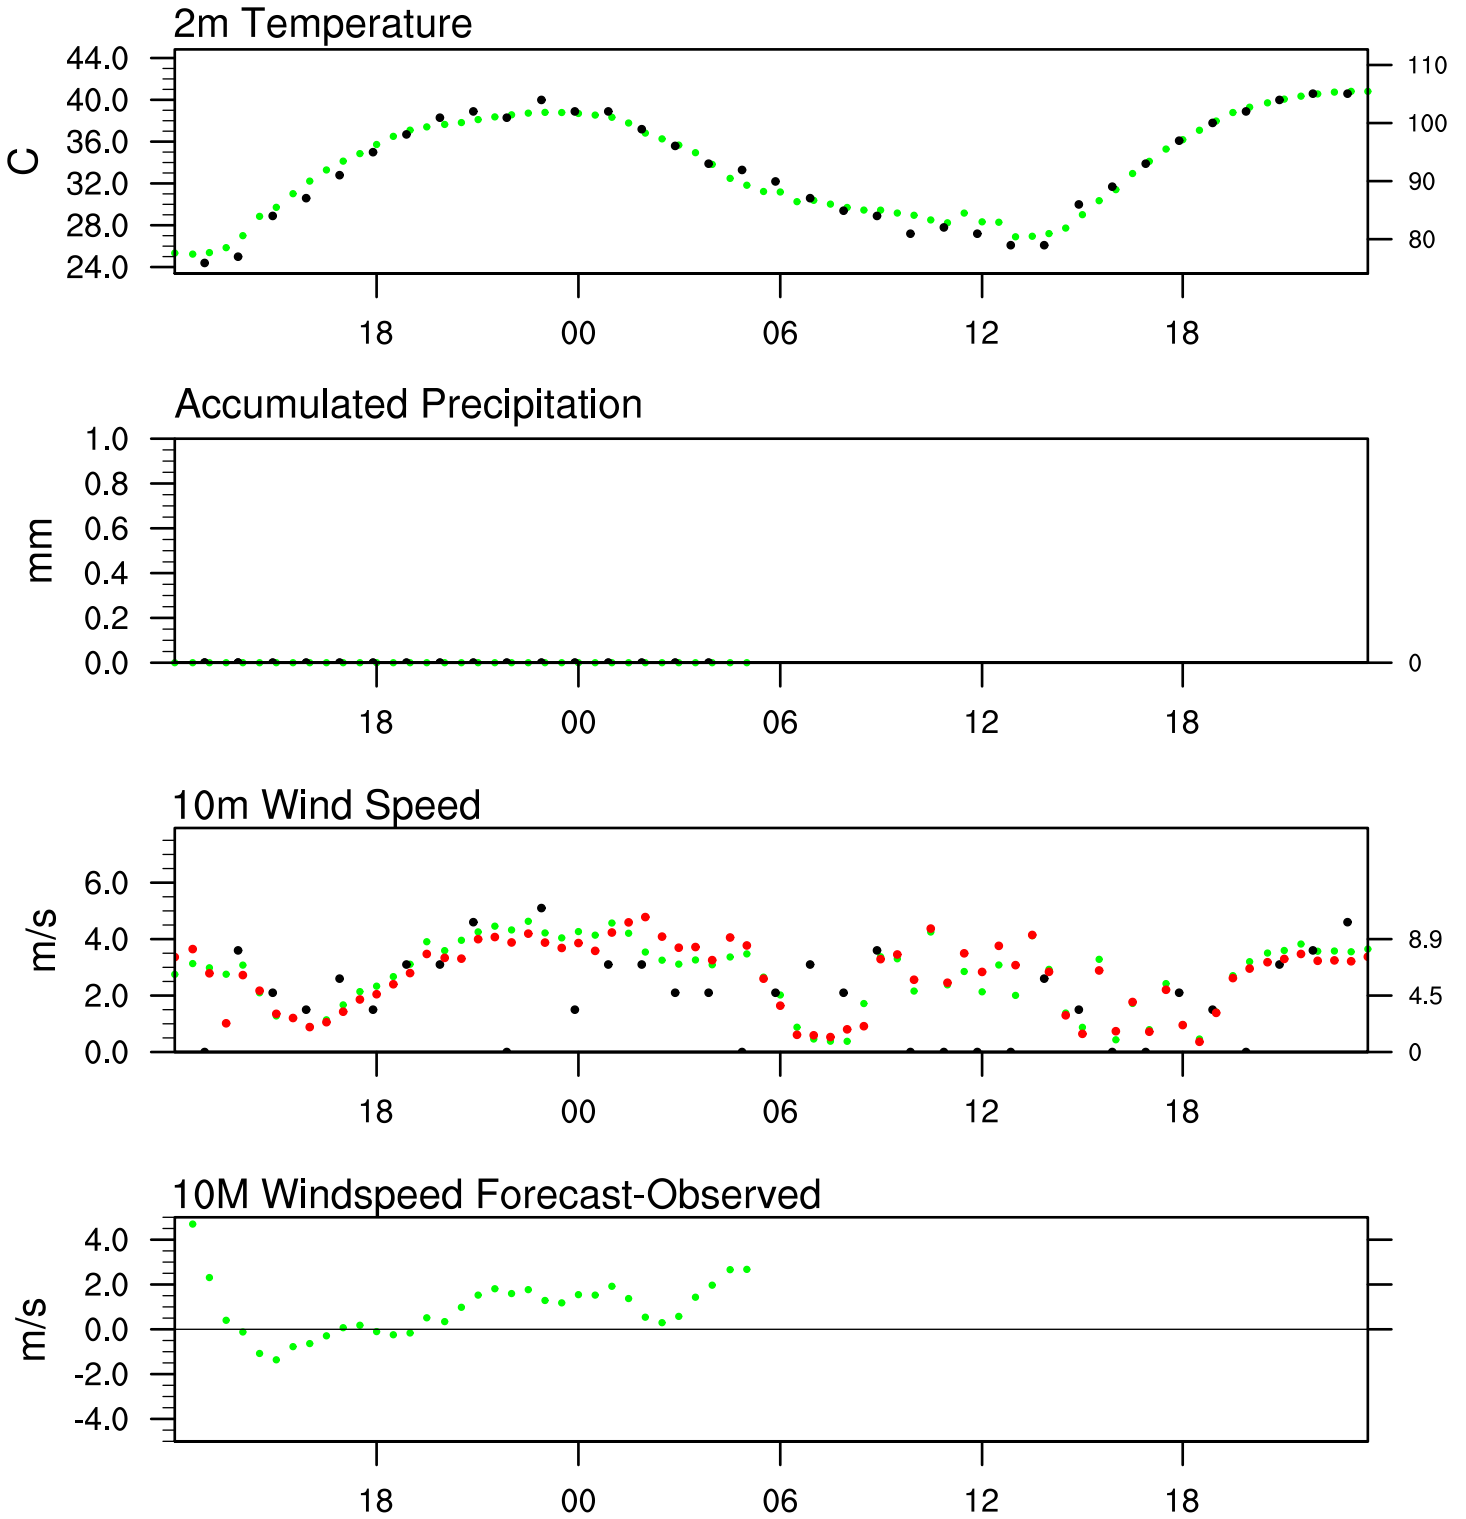 2m Temperature
44.0
40.0
36.0
32.0
28.0
24.0
C
110
100
90
80
18 00 06 12 18
Accumulated Precipitation
1.0
0.8
0.6
0.4
0.2
0.0
mm
0
18 00 06 12 18
10m Wind Speed
6.0
4.0
2.0
0.0
m/s
8.9
4.5
0
18 00 06 12 18
10M Windspeed Forecast-Observed
4.0
2.0
0.0
-2.0
-4.0
m/s
18 00 06 12 18